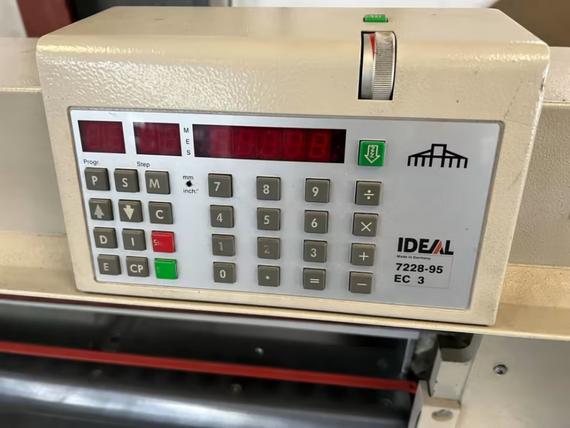 M
E
S
Progr.
Step
P S M
mm
inch."
7 8 9 ÷
C
4 5 6 ×
D I
1 2 3 +
E CP
0 . = −
IDEAL
Made in Germany
7228-95
EC 3